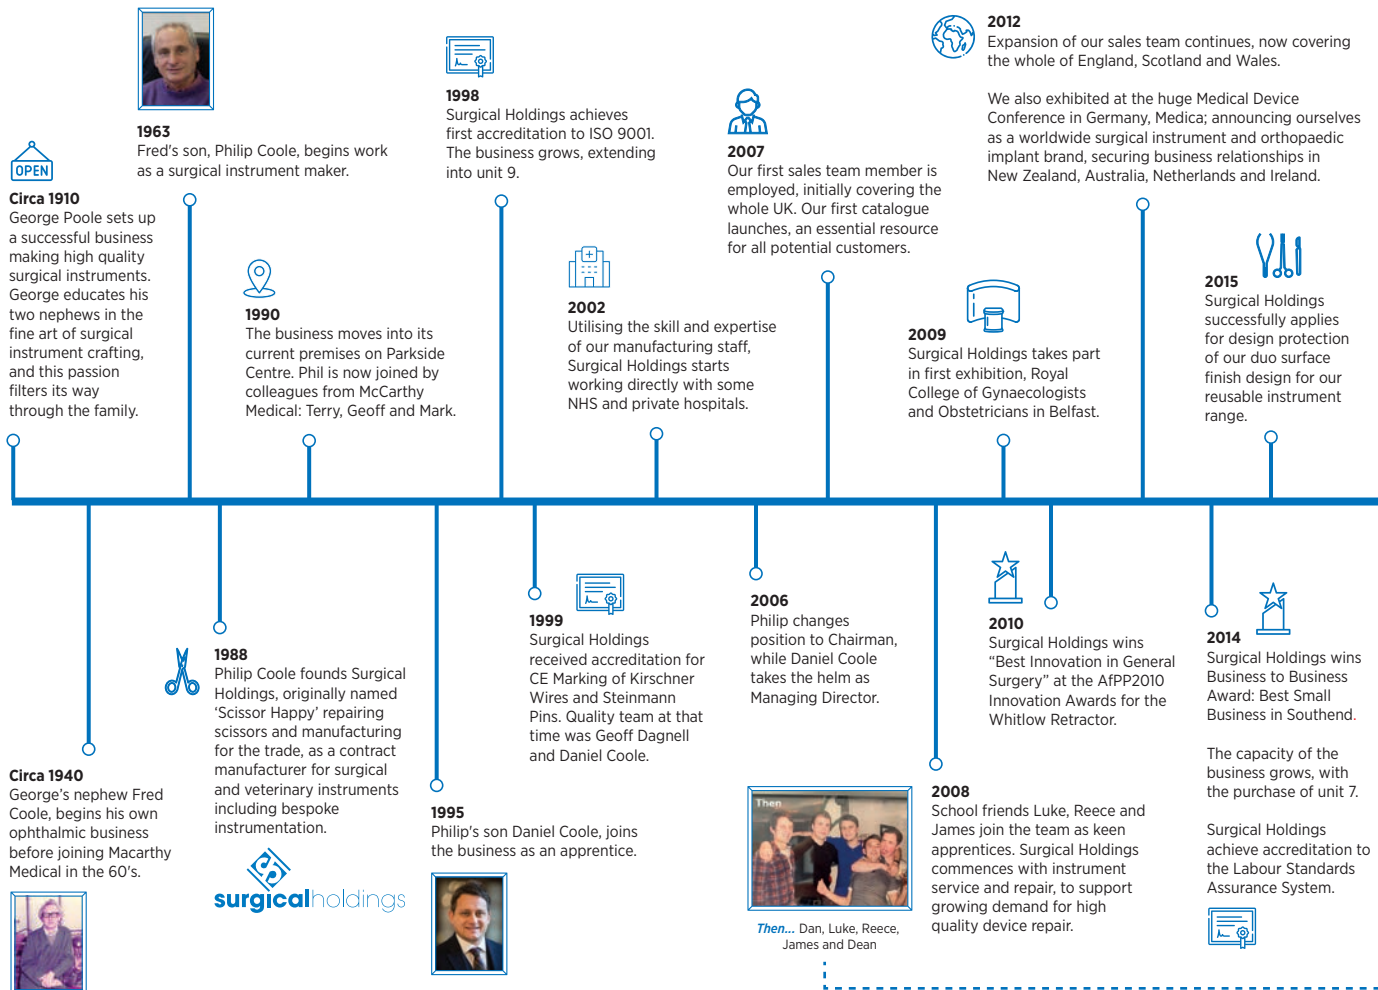 OPEN
Circa 1910
George Poole sets up
a successful business
making high quality
surgical instruments.
George educates his
two nephews in the
fine art of surgical
instrument crafting,
and this passion
filters its way
through the family.
1963
Fred's son, Philip Coole, begins work
as a surgical instrument maker.
1990
The business moves into its
current premises on Parkside
Centre. Phil is now joined by
colleagues from McCarthy
Medical: Terry, Geoff and Mark.
1998
Surgical Holdings achieves
first accreditation to ISO 9001.
The business grows, extending
into unit 9.
2002
Utilising the skill and expertise
of our manufacturing staff,
Surgical Holdings starts
working directly with some
NHS and private hospitals.
2007
Our first sales team member is
employed, initially covering the
whole UK. Our first catalogue
launches, an essential resource
for all potential customers.
2009
Surgical Holdings takes part
in first exhibition, Royal
College of Gynaecologists
and Obstetricians in Belfast.
2012
Expansion of our sales team continues, now covering
the whole of England, Scotland and Wales.
We also exhibited at the huge Medical Device
Conference in Germany, Medica; announcing ourselves
as a worldwide surgical instrument and orthopaedic
implant brand, securing business relationships in
New Zealand, Australia, Netherlands and Ireland.
2015
Surgical Holdings
successfully applies
for design protection
of our duo surface
finish design for our
reusable instrument
range.
Circa 1940
George's nephew Fred
Coole, begins his own
ophthalmic business
before joining Macarthy
Medical in the 60's.
1988
Philip Coole founds Surgical
Holdings, originally named
‘Scissor Happy’ repairing
scissors and manufacturing
for the trade, as a contract
manufacturer for surgical
and veterinary instruments
including bespoke
instrumentation.
surgicalholdings
1995
Philip's son Daniel Coole, joins
the business as an apprentice.
1999
Surgical Holdings
received accreditation for
CE Marking of Kirschner
Wires and Steinmann
Pins. Quality team at that
time was Geoff Dagnell
and Daniel Coole.
2006
Philip changes
position to Chairman,
while Daniel Coole
takes the helm as
Managing Director.
Then
Then... Dan, Luke, Reece,
James and Dean
2008
School friends Luke, Reece and
James join the team as keen
apprentices. Surgical Holdings
commences with instrument
service and repair, to support
growing demand for high
quality device repair.
2010
Surgical Holdings wins
“Best Innovation in General
Surgery” at the AfPP2010
Innovation Awards for the
Whitlow Retractor.
2014
Surgical Holdings wins
Business to Business
Award: Best Small
Business in Southend.
The capacity of the
business grows, with
the purchase of unit 7.
Surgical Holdings
achieve accreditation to
the Labour Standards
Assurance System.